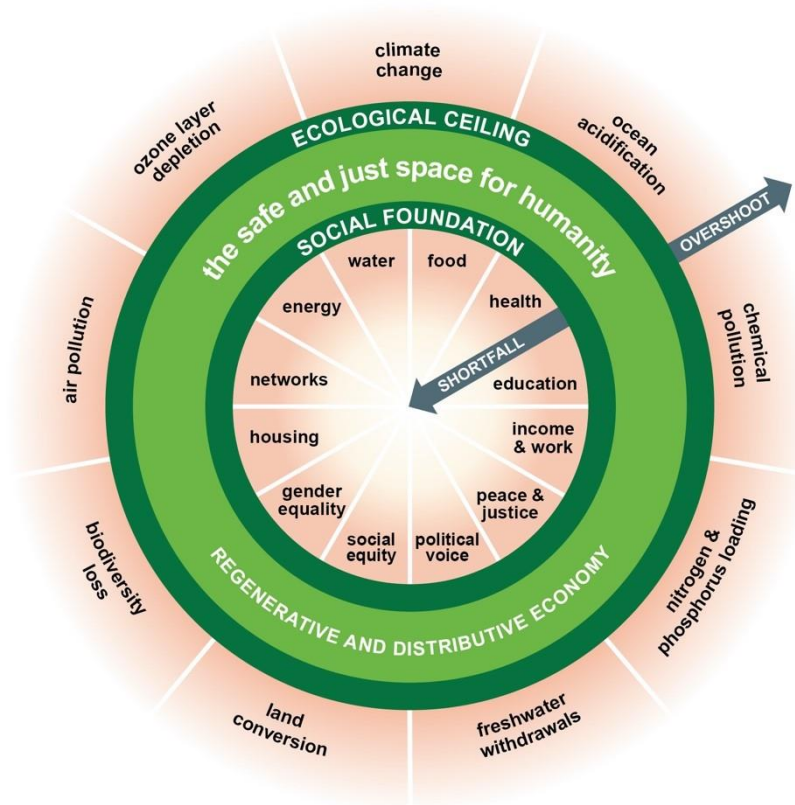 climate
change
ocean
acidification
chemical
pollution
nitrogen &
phosphorus loading
freshwater
withdrawals
land
conversion
biodiversity
loss
air pollution
ozone layer
depletion
ECOLOGICAL CEILING
the safe and just space for humanity
SOCIAL FOUNDATION
OVERSHOOT
SHORTFALL
water
food
health
education
income
& work
peace &
justice
political
voice
social
equity
gender
equality
housing
networks
energy
REGENERATIVE AND DISTRIBUTIVE ECONOMY